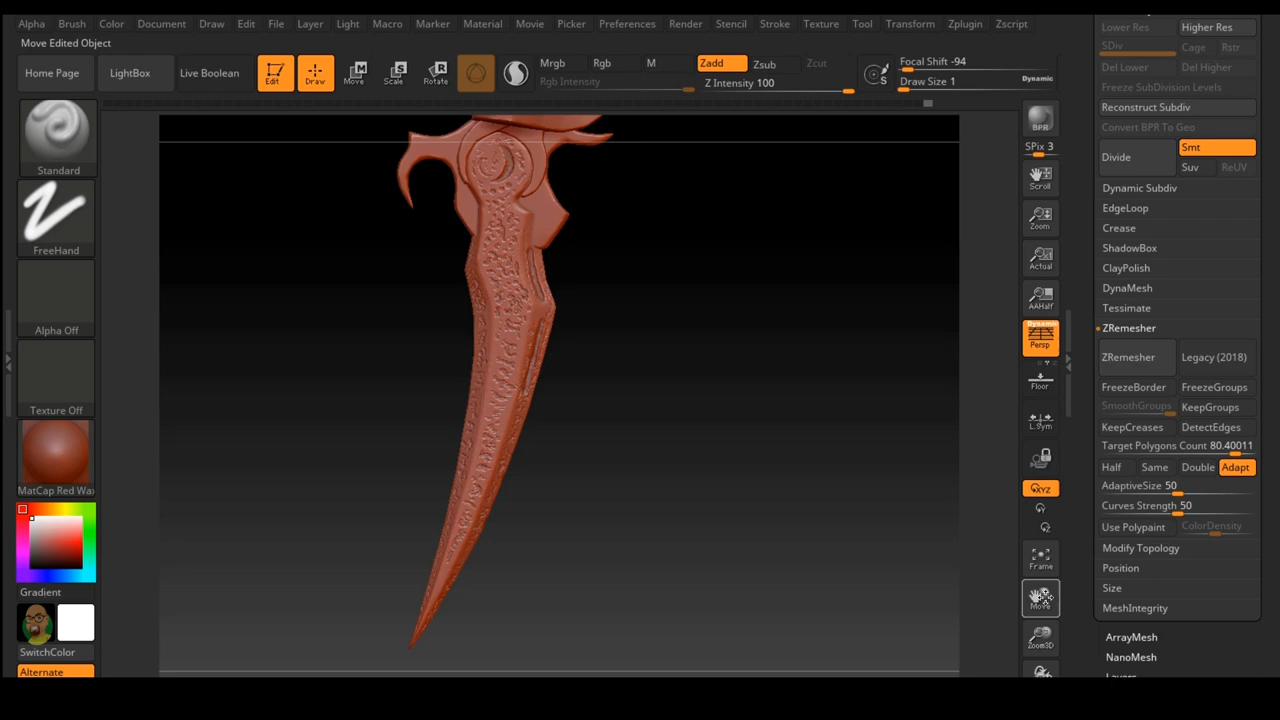 Alpha Brush Color Document Draw Edit File Layer Light Macro Marker Material Movie Picker Preferences Render Stencil Stroke Texture Tool Transform Zplugin Zscript
Move Edited Object
Home Page LightBox Live Boolean Edit Draw Move Scale Rotate
Mrgb Rgb M Zadd Zsub Zcut
Rgb Intensity Z Intensity 100
Focal Shift -94
Draw Size 1 Dynamic
S
Standard
FreeHand
Alpha Off
Texture Off
MatCap Red Wax
Gradient
SwitchColor
Alternate
BPR
SPix 3
Scroll
Zoom
Actual
AAHalf
Dynamic
Persp
Floor
L.Sym
XYZ
Frame
Move
Zoom3D
Lower Res Higher Res
SDiv Cage Rstr
Del Lower Del Higher
Freeze SubDivision Levels
Reconstruct Subdiv
Convert BPR To Geo
Divide Smt
Suv ReUV
Dynamic Subdiv
EdgeLoop
Crease
ShadowBox
ClayPolish
DynaMesh
Tessimate
ZRemesher
ZRemesher Legacy (2018)
FreezeBorder FreezeGroups
SmoothGroups KeepGroups
KeepCreases DetectEdges
Target Polygons Count 80.40011
Half Same Double Adapt
AdaptiveSize 50
Curves Strength 50
Use Polypaint ColorDensity
Modify Topology
Position
Size
MeshIntegrity
ArrayMesh
NanoMesh
Layers